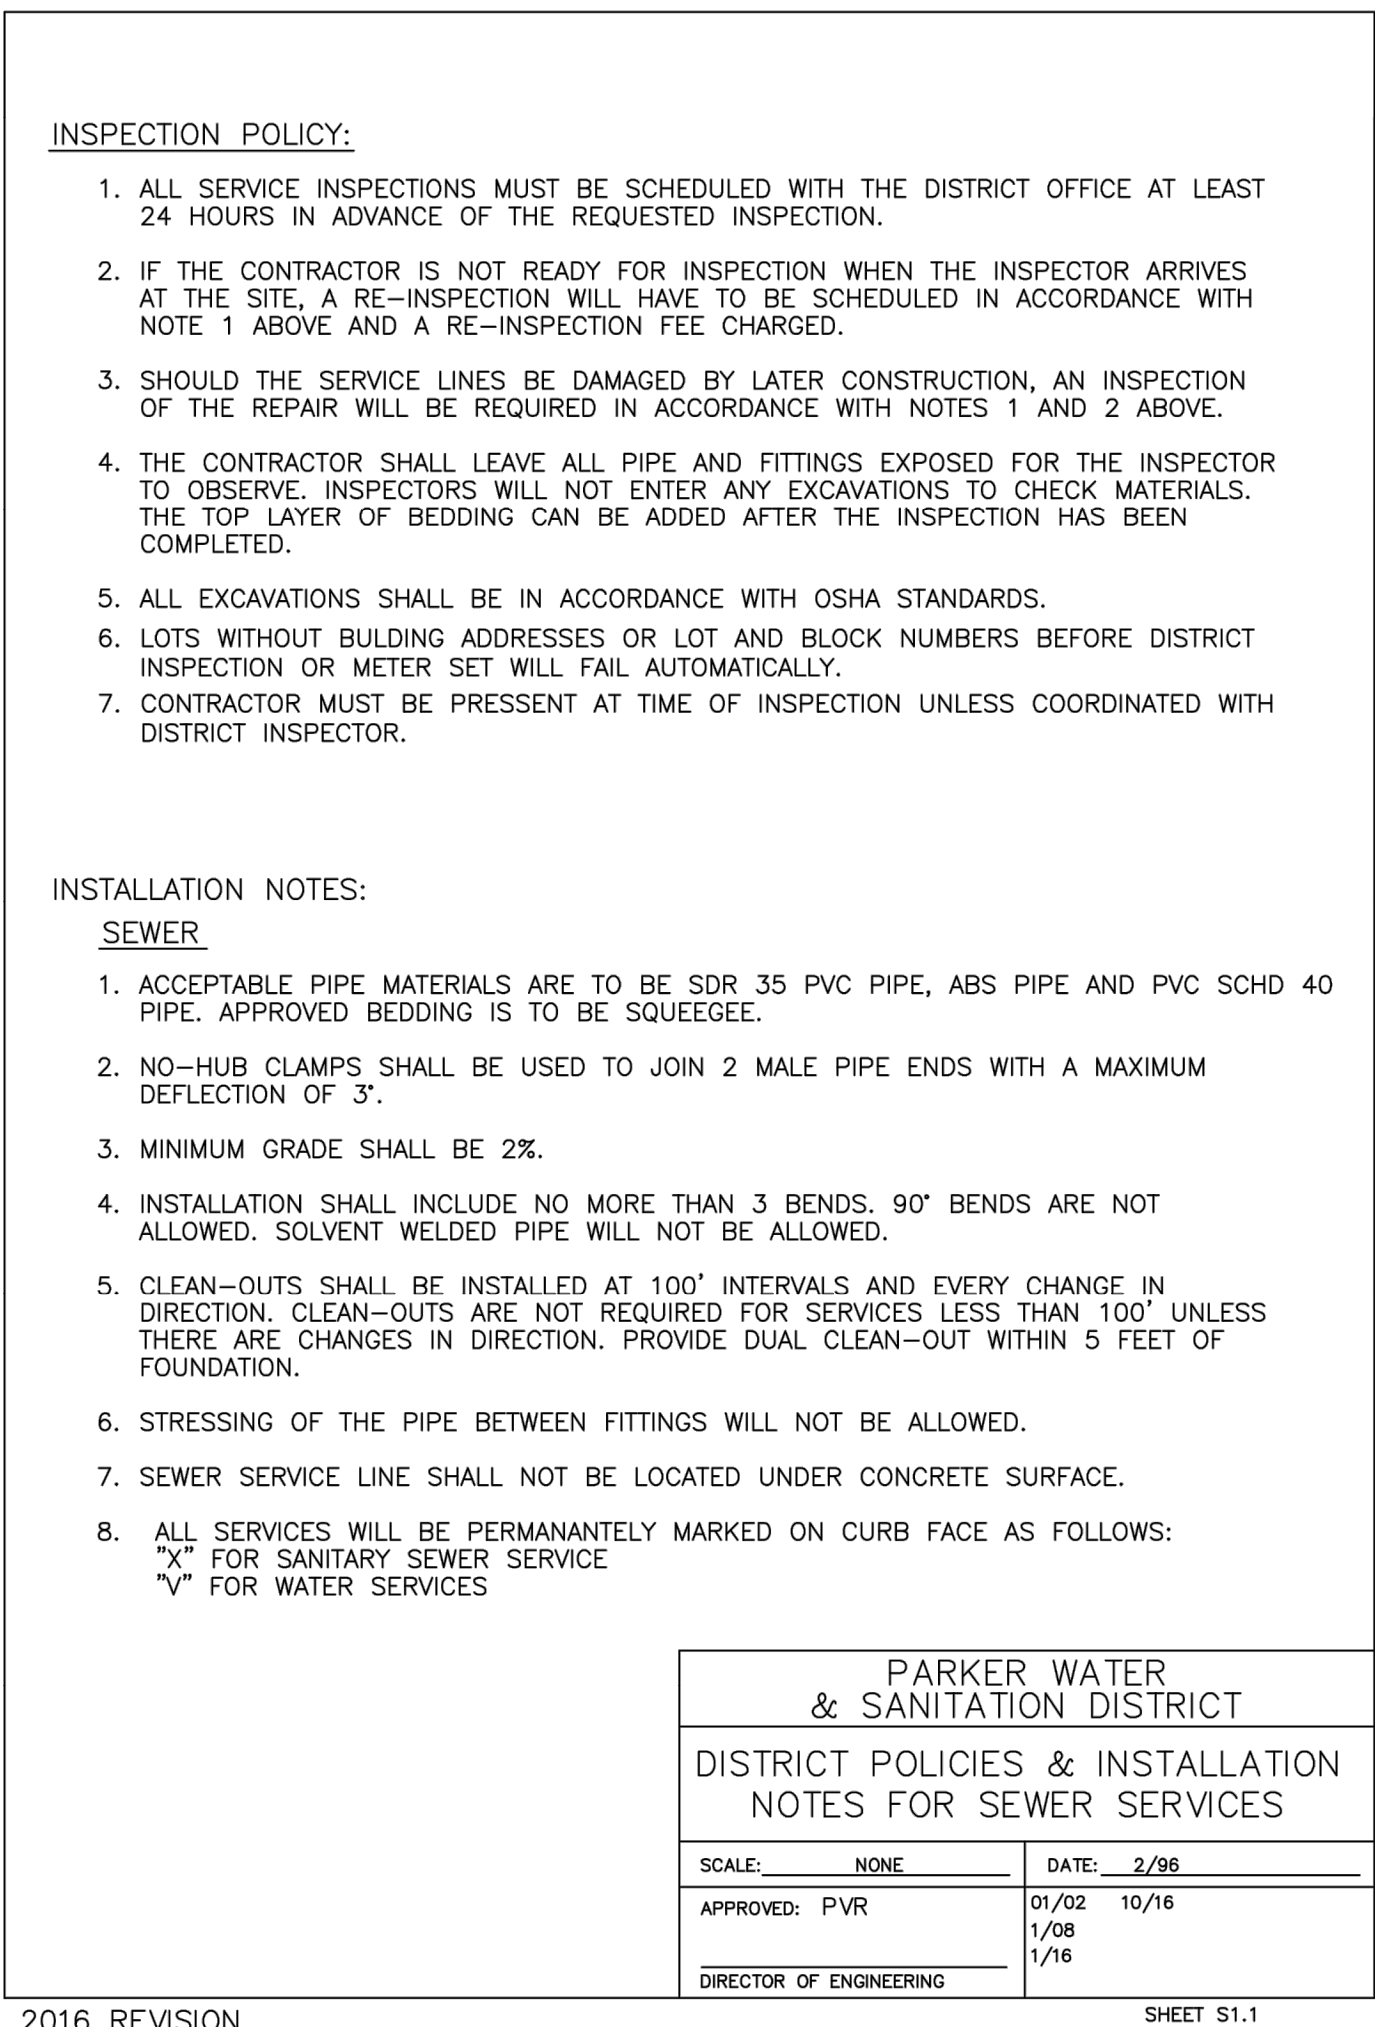 INSPECTION POLICY:
1. ALL SERVICE INSPECTIONS MUST BE SCHEDULED WITH THE DISTRICT OFFICE AT LEAST
24 HOURS IN ADVANCE OF THE REQUESTED INSPECTION.
2. IF THE CONTRACTOR IS NOT READY FOR INSPECTION WHEN THE INSPECTOR ARRIVES
AT THE SITE, A RE-INSPECTION WILL HAVE TO BE SCHEDULED IN ACCORDANCE WITH
NOTE 1 ABOVE AND A RE-INSPECTION FEE CHARGED.
3. SHOULD THE SERVICE LINES BE DAMAGED BY LATER CONSTRUCTION, AN INSPECTION
OF THE REPAIR WILL BE REQUIRED IN ACCORDANCE WITH NOTES 1 AND 2 ABOVE.
4. THE CONTRACTOR SHALL LEAVE ALL PIPE AND FITTINGS EXPOSED FOR THE INSPECTOR
TO OBSERVE. INSPECTORS WILL NOT ENTER ANY EXCAVATIONS TO CHECK MATERIALS.
THE TOP LAYER OF BEDDING CAN BE ADDED AFTER THE INSPECTION HAS BEEN
COMPLETED.
5. ALL EXCAVATIONS SHALL BE IN ACCORDANCE WITH OSHA STANDARDS.
6. LOTS WITHOUT BULDING ADDRESSES OR LOT AND BLOCK NUMBERS BEFORE DISTRICT
INSPECTION OR METER SET WILL FAIL AUTOMATICALLY.
7. CONTRACTOR MUST BE PRESSENT AT TIME OF INSPECTION UNLESS COORDINATED WITH
DISTRICT INSPECTOR.
INSTALLATION NOTES:
SEWER
1. ACCEPTABLE PIPE MATERIALS ARE TO BE SDR 35 PVC PIPE, ABS PIPE AND PVC SCHD 40
PIPE. APPROVED BEDDING IS TO BE SQUEEGEE.
2. NO-HUB CLAMPS SHALL BE USED TO JOIN 2 MALE PIPE ENDS WITH A MAXIMUM
DEFLECTION OF 3°.
3. MINIMUM GRADE SHALL BE 2%.
4. INSTALLATION SHALL INCLUDE NO MORE THAN 3 BENDS. 90° BENDS ARE NOT
ALLOWED. SOLVENT WELDED PIPE WILL NOT BE ALLOWED.
5. CLEAN-OUTS SHALL BE INSTALLED AT 100' INTERVALS AND EVERY CHANGE IN
DIRECTION. CLEAN-OUTS ARE NOT REQUIRED FOR SERVICES LESS THAN 100' UNLESS
THERE ARE CHANGES IN DIRECTION. PROVIDE DUAL CLEAN-OUT WITHIN 5 FEET OF
FOUNDATION.
6. STRESSING OF THE PIPE BETWEEN FITTINGS WILL NOT BE ALLOWED.
7. SEWER SERVICE LINE SHALL NOT BE LOCATED UNDER CONCRETE SURFACE.
8. ALL SERVICES WILL BE PERMANANTELY MARKED ON CURB FACE AS FOLLOWS:
"X" FOR SANITARY SEWER SERVICE
"V" FOR WATER SERVICES
PARKER WATER
& SANITATION DISTRICT
DISTRICT POLICIES & INSTALLATION
NOTES FOR SEWER SERVICES
SCALE: NONE
DATE: 2/96
APPROVED: PVR
01/02 10/16
1/08
1/16
DIRECTOR OF ENGINEERING
2016 REVISION
SHEET S1.1